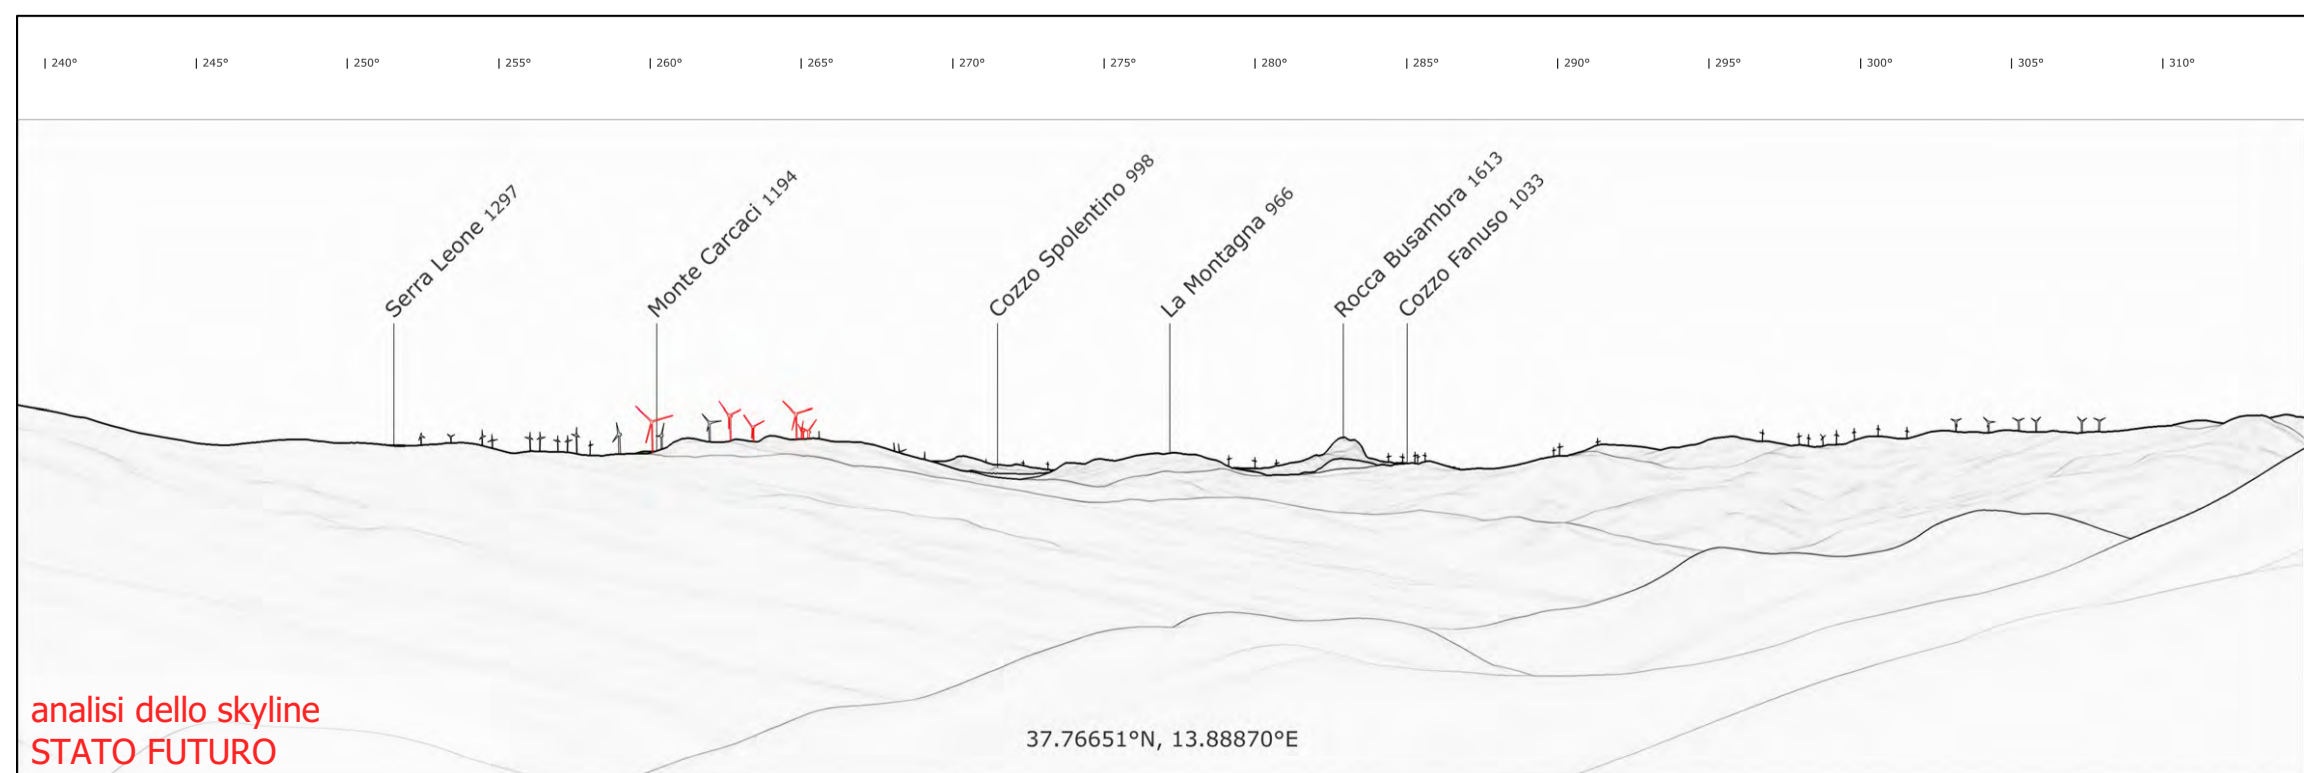 | 240° | 245° | 250° | 255° | 260° | 265° | 270° | 275° | 280° | 285° | 290° | 295° | 300° | 305° | 310°
Serra Leone 1297
Monte Carcaci 1194
Cozzo Spolentino 998
La Montagna 966
Rocca Busambra 1613
Cozzo Fanuso 1033
analisi dello skyline
STATO FUTURO
37.76651°N, 13.88870°E